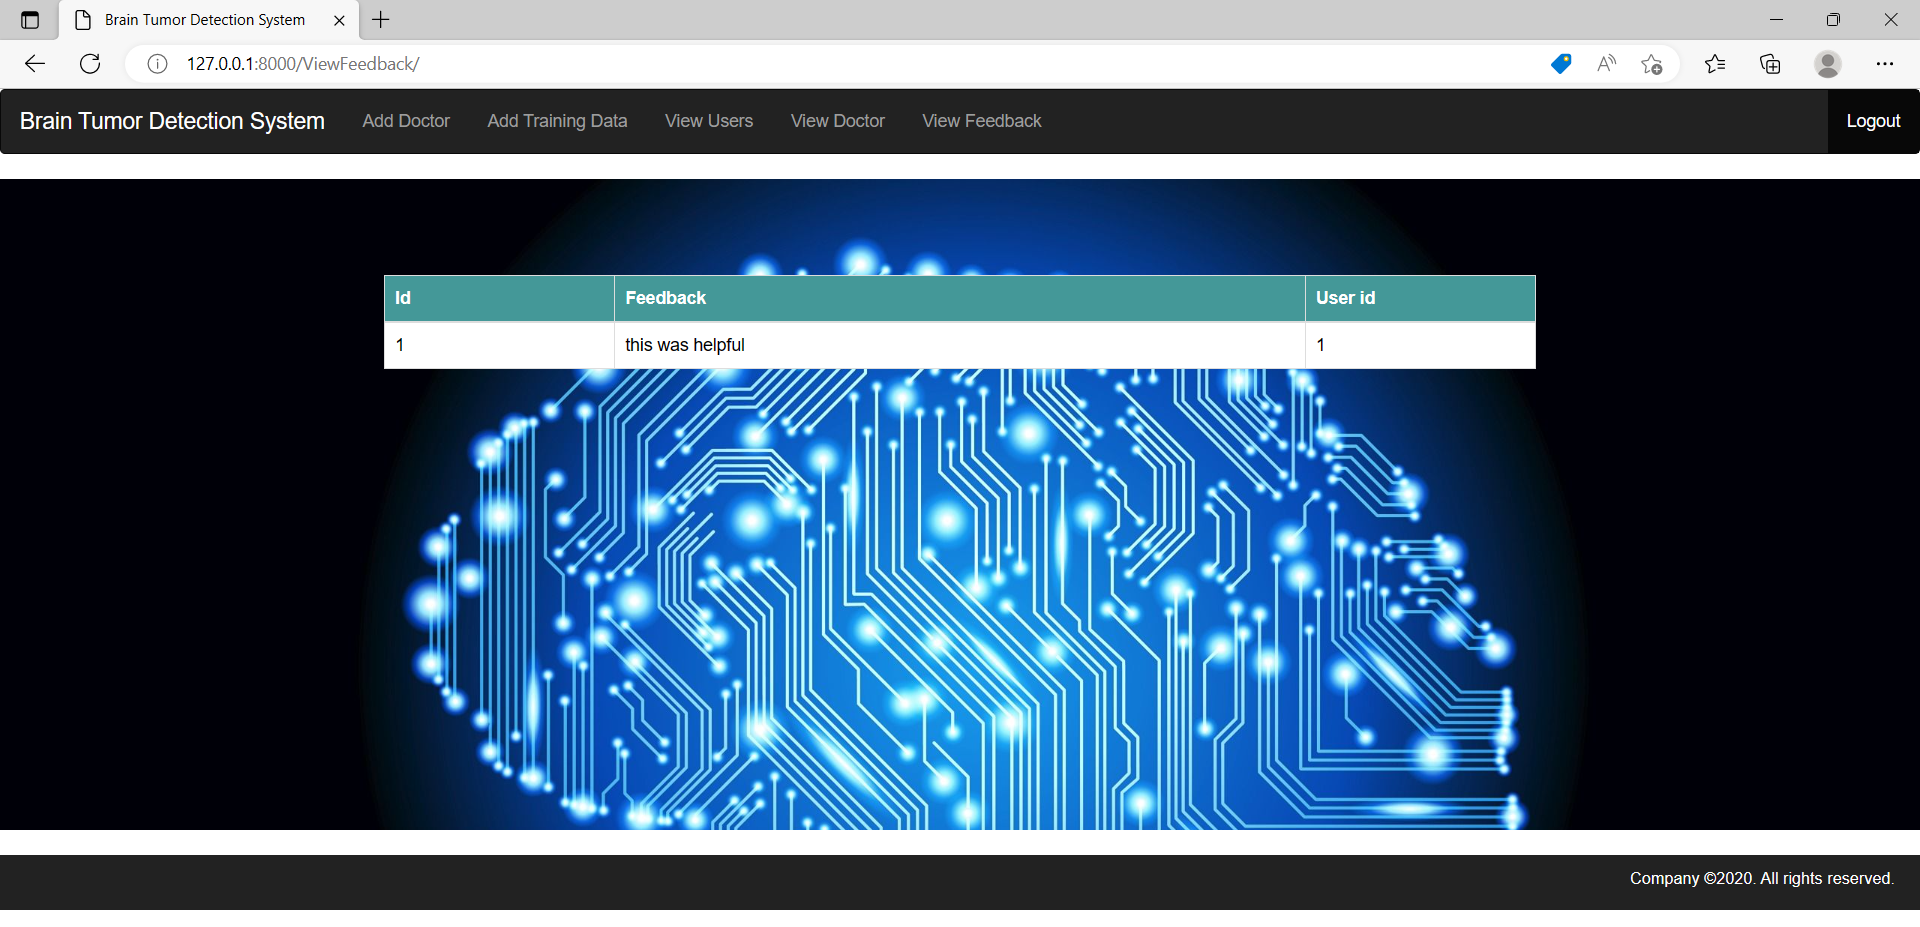 Brain Tumor Detection System
127.0.0.1:8000/ViewFeedback/
Brain Tumor Detection System Add Doctor Add Training Data View Users View Doctor View Feedback Logout
Id Feedback User id
1 this was helpful 1
Company ©2020. All rights reserved.